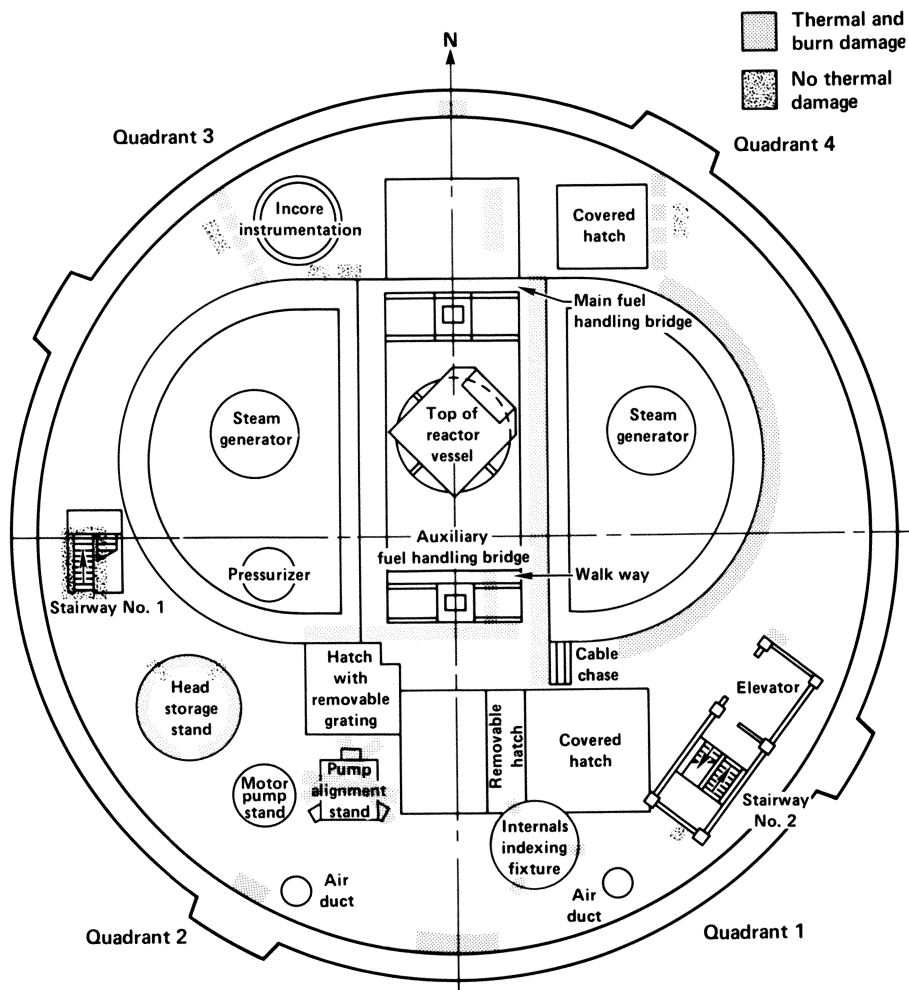 Thermal and
burn damage
No thermal
damage
N
Quadrant 3
Quadrant 4
Incore
instrumentation
Covered
hatch
Main fuel
handling bridge
Steam
generator
Top of
reactor
vessel
Steam
generator
Auxiliary
fuel handling bridge
Pressurizer
Walk way
Stairway No. 1
Hatch
with
removable
grating
Cable
chase
Head
storage
stand
Elevator
Removable
hatch
Covered
hatch
Motor
pump
stand
Pump
alignment
stand
Stairway
No. 2
Internals
indexing
fixture
Air
duct
Air
duct
Quadrant 2
Quadrant 1